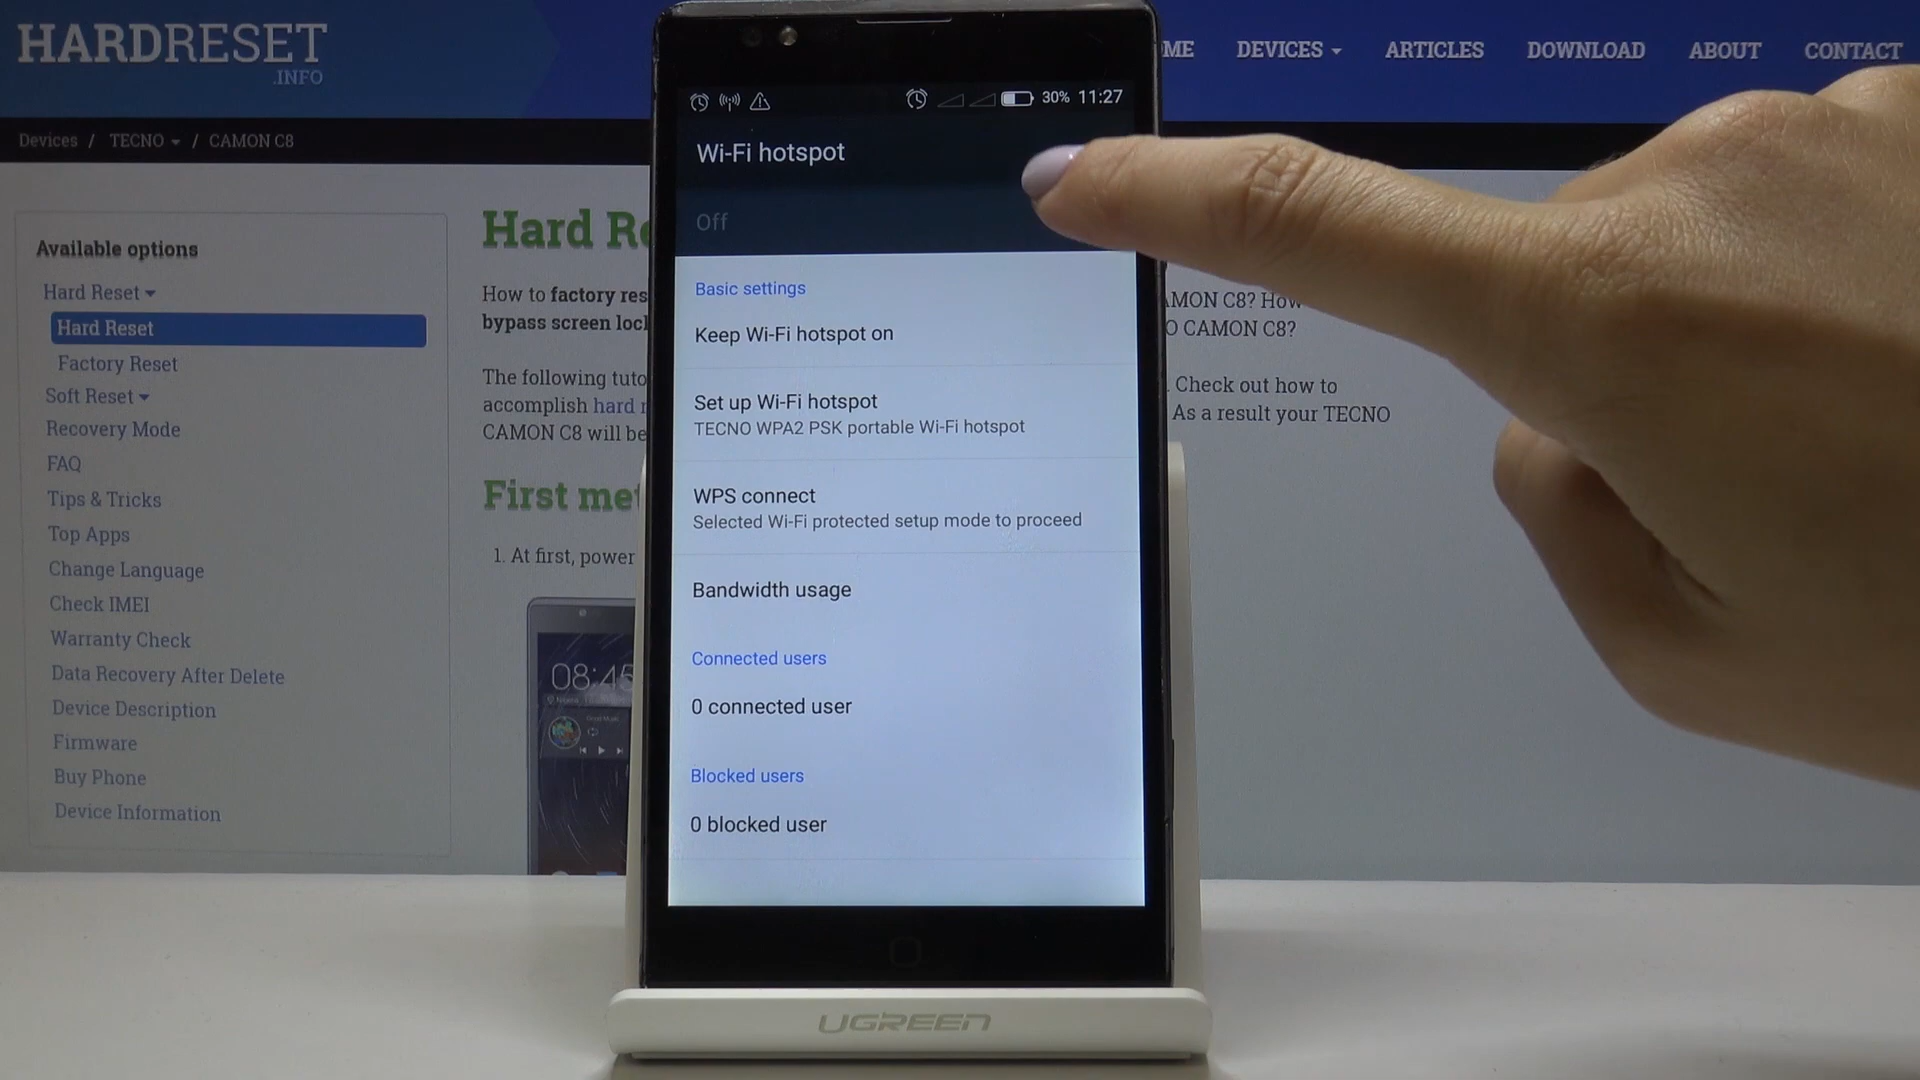 HARDRESET
.INFO
DEVICES
ARTICLES
DOWNLOAD
ABOUT
CONTACT
Devices / TECNO / CAMON C8
Available options
Hard Reset
Hard Reset
Factory Reset
Soft Reset
Recovery Mode
FAQ
Tips & Tricks
Top Apps
Change Language
Check IMEI
Warranty Check
Data Recovery After Delete
Device Description
Firmware
Buy Phone
Device Information
Hard
How to factory
bypass screen
The following
accomplish hard
CAMON C8 will be
First
1. At first, power
08:45
30% 11:27
Wi-Fi hotspot
Off
Basic settings
Keep Wi-Fi hotspot on
Set up Wi-Fi hotspot
TECNO WPA2 PSK portable Wi-Fi hotspot
WPS connect
Selected Wi-Fi protected setup mode to proceed
Bandwidth usage
Connected users
0 connected user
Blocked users
0 blocked user
C8? How
CAMON C8?
Check out how to
As a result your TECNO
UGREEN